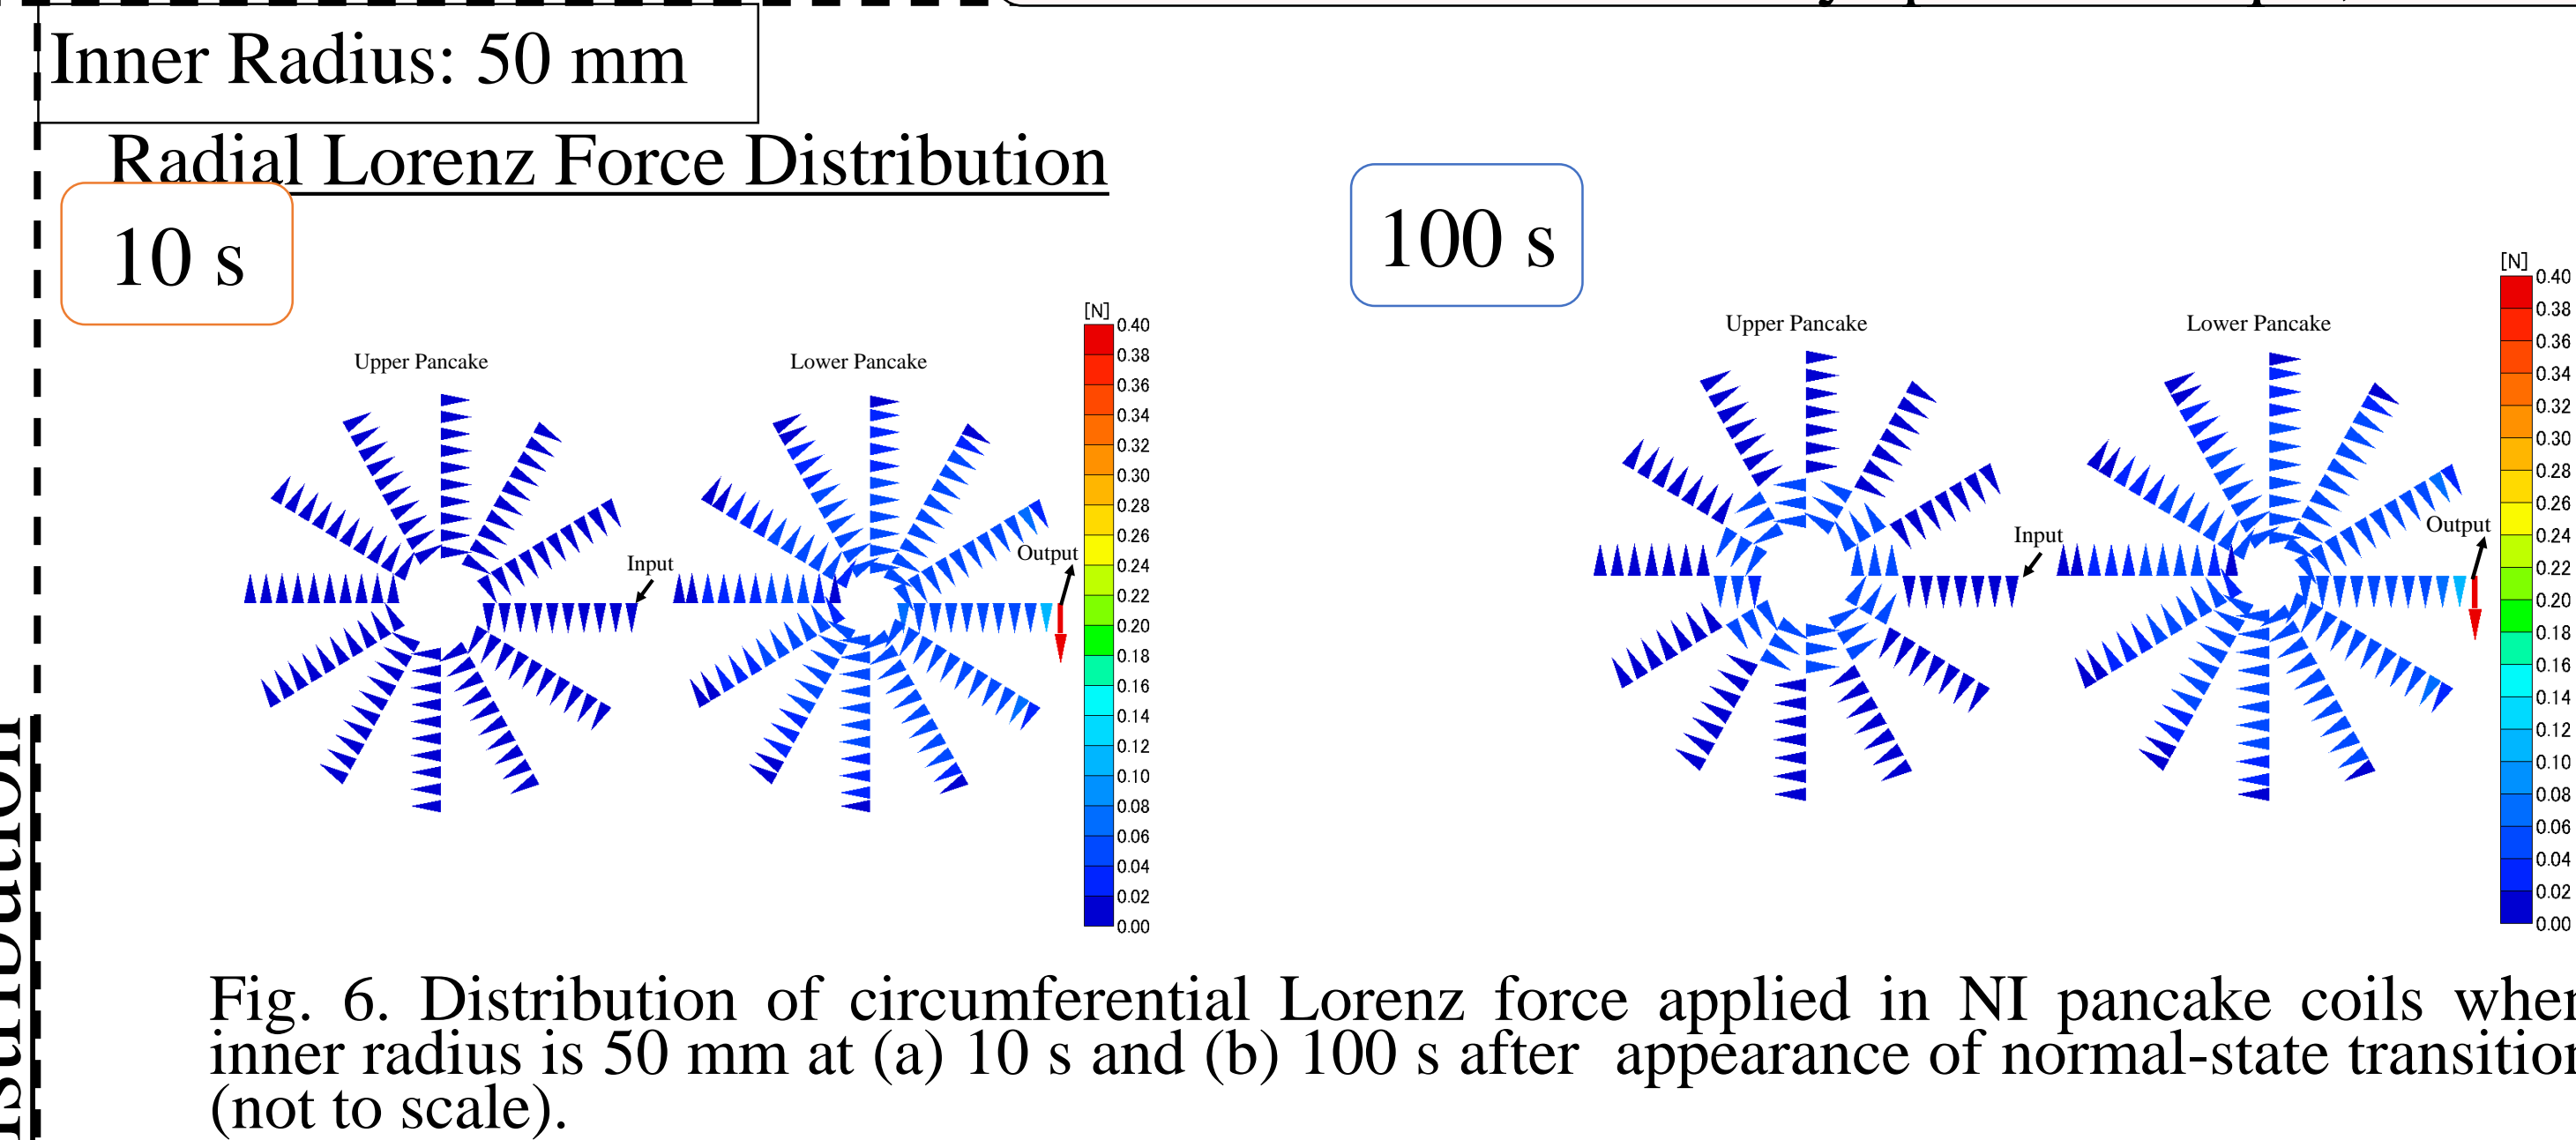 Inner Radius: 50 mm
Radial Lorenz Force Distribution
10 s
Upper Pancake
Lower Pancake
Input
Output
[N]
0.40
0.38
0.36
0.34
0.32
0.30
0.28
0.26
0.24
0.22
0.20
0.18
0.16
0.14
0.12
0.10
0.08
0.06
0.04
0.02
0.00
100 s
Upper Pancake
Lower Pancake
Input
Output
[N]
0.40
0.38
0.36
0.34
0.32
0.30
0.28
0.26
0.24
0.22
0.20
0.18
0.16
0.14
0.12
0.10
0.08
0.06
0.04
0.02
0.00
Fig. 6. Distribution of circumferential Lorenz force applied in NI pancake coils when
inner radius is 50 mm at (a) 10 s and (b) 100 s after appearance of normal-state transition
(not to scale).